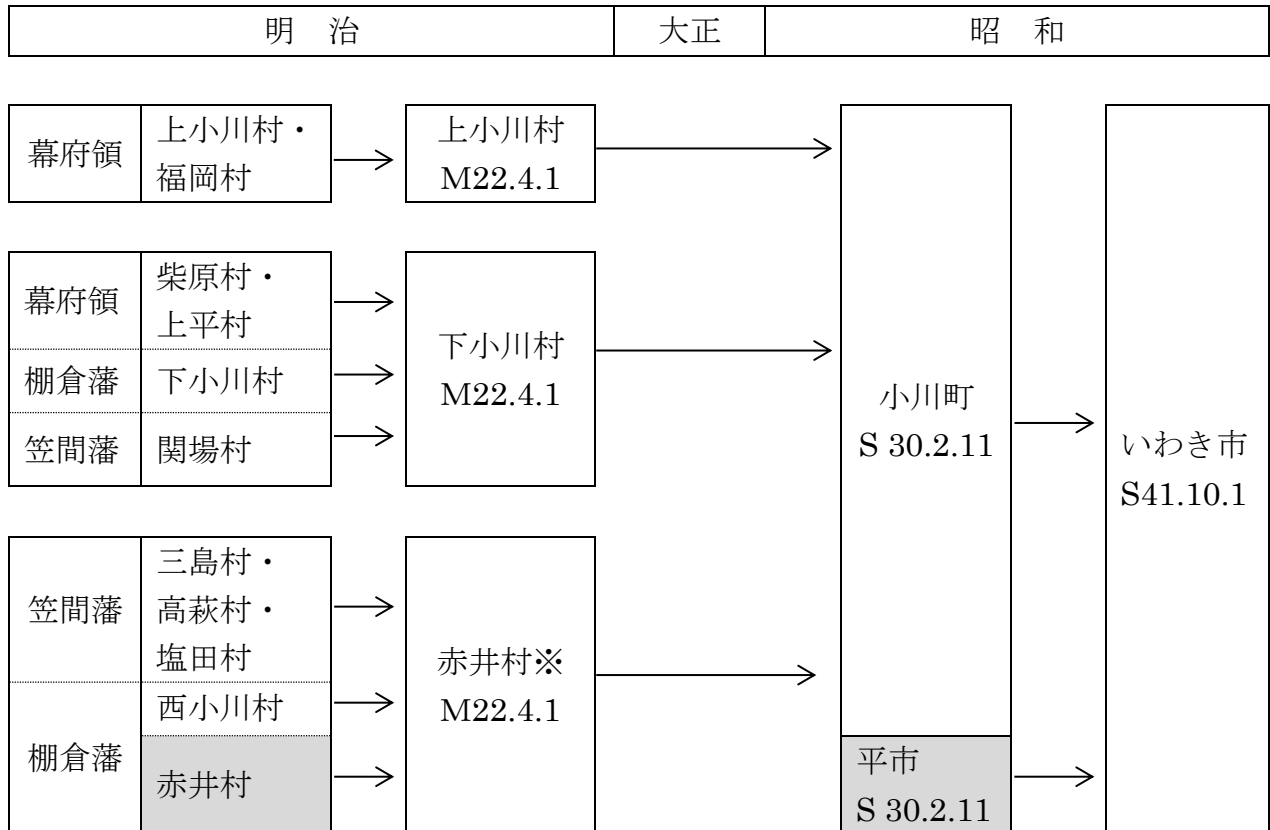 明 治
大正
昭 和
幕府領
上小川村・
福岡村
上小川村
M22.4.1
幕府領
柴原村・
上平村
棚倉藩
下小川村
笠間藩
関場村
下小川村
M22.4.1
笠間藩
三島村・
高萩村・
塩田村
棚倉藩
西小川村
赤井村
赤井村※
M22.4.1
小川町
S 30.2.11
平市
S 30.2.11
いわき市
S41.10.1